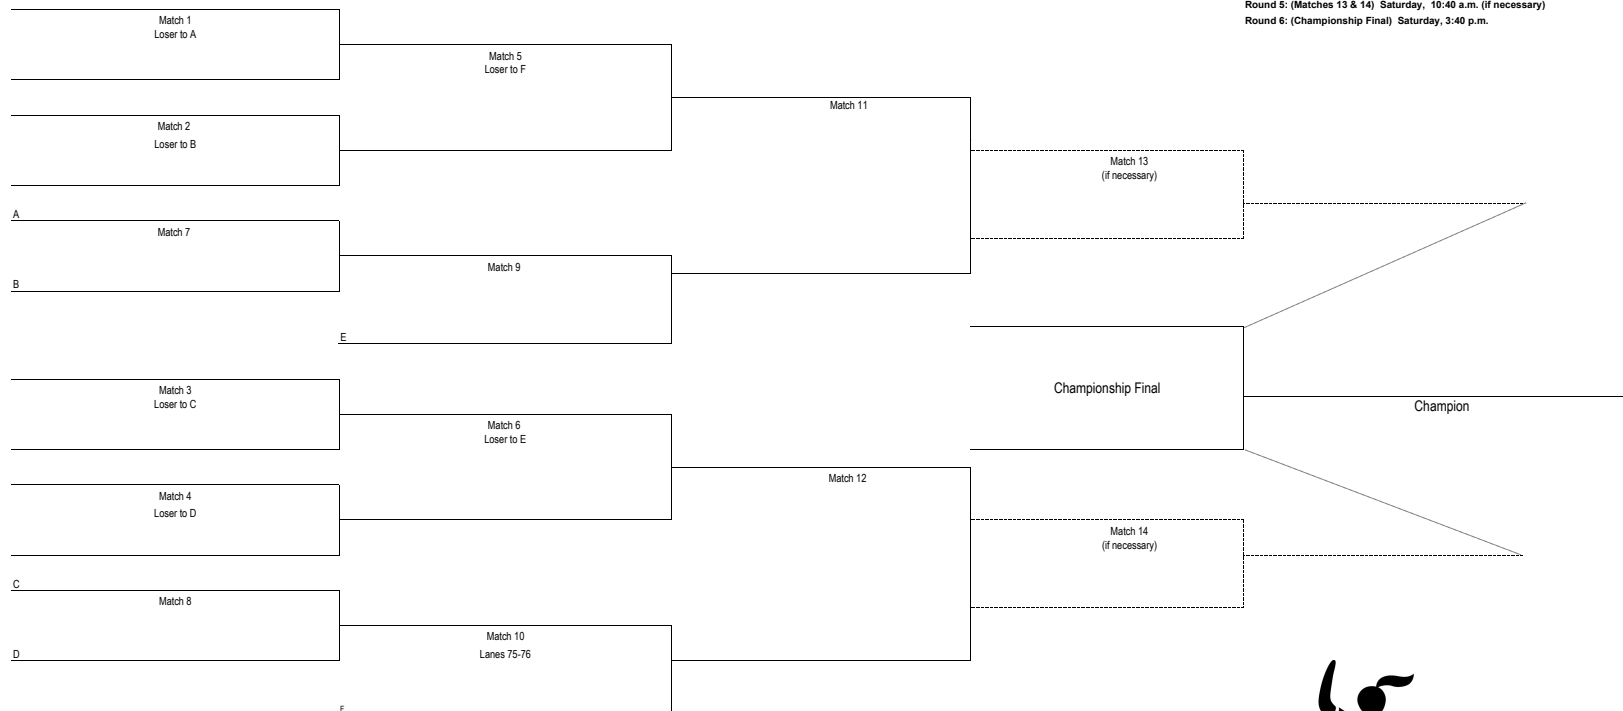 Round 5: (Matches 13 & 14) Saturday, 10:40 a.m. (if necessary)
Round 6: (Championship Final) Saturday, 3:40 p.m.
Match 1
Loser to A
Match 5
Loser to F
Match 11
Match 2
Loser to B
Match 13
(if necessary)
A
Match 7
Match 9
B
E
Match 3
Loser to C
Championship Final
Champion
Match 6
Loser to E
Match 12
Match 4
Loser to D
Match 14
(if necessary)
C
Match 8
Match 10
Lanes 75-76
D
F